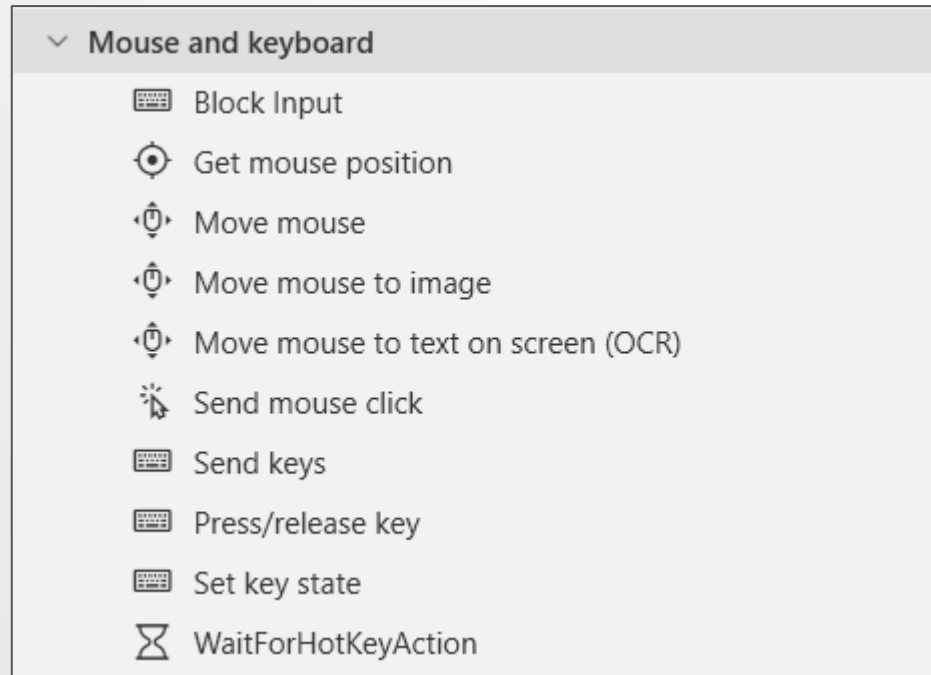 Mouse and keyboard
Block Input
Get mouse position
Move mouse
Move mouse to image
Move mouse to text on screen (OCR)
Send mouse click
Send keys
Press/release key
Set key state
WaitForHotKeyAction